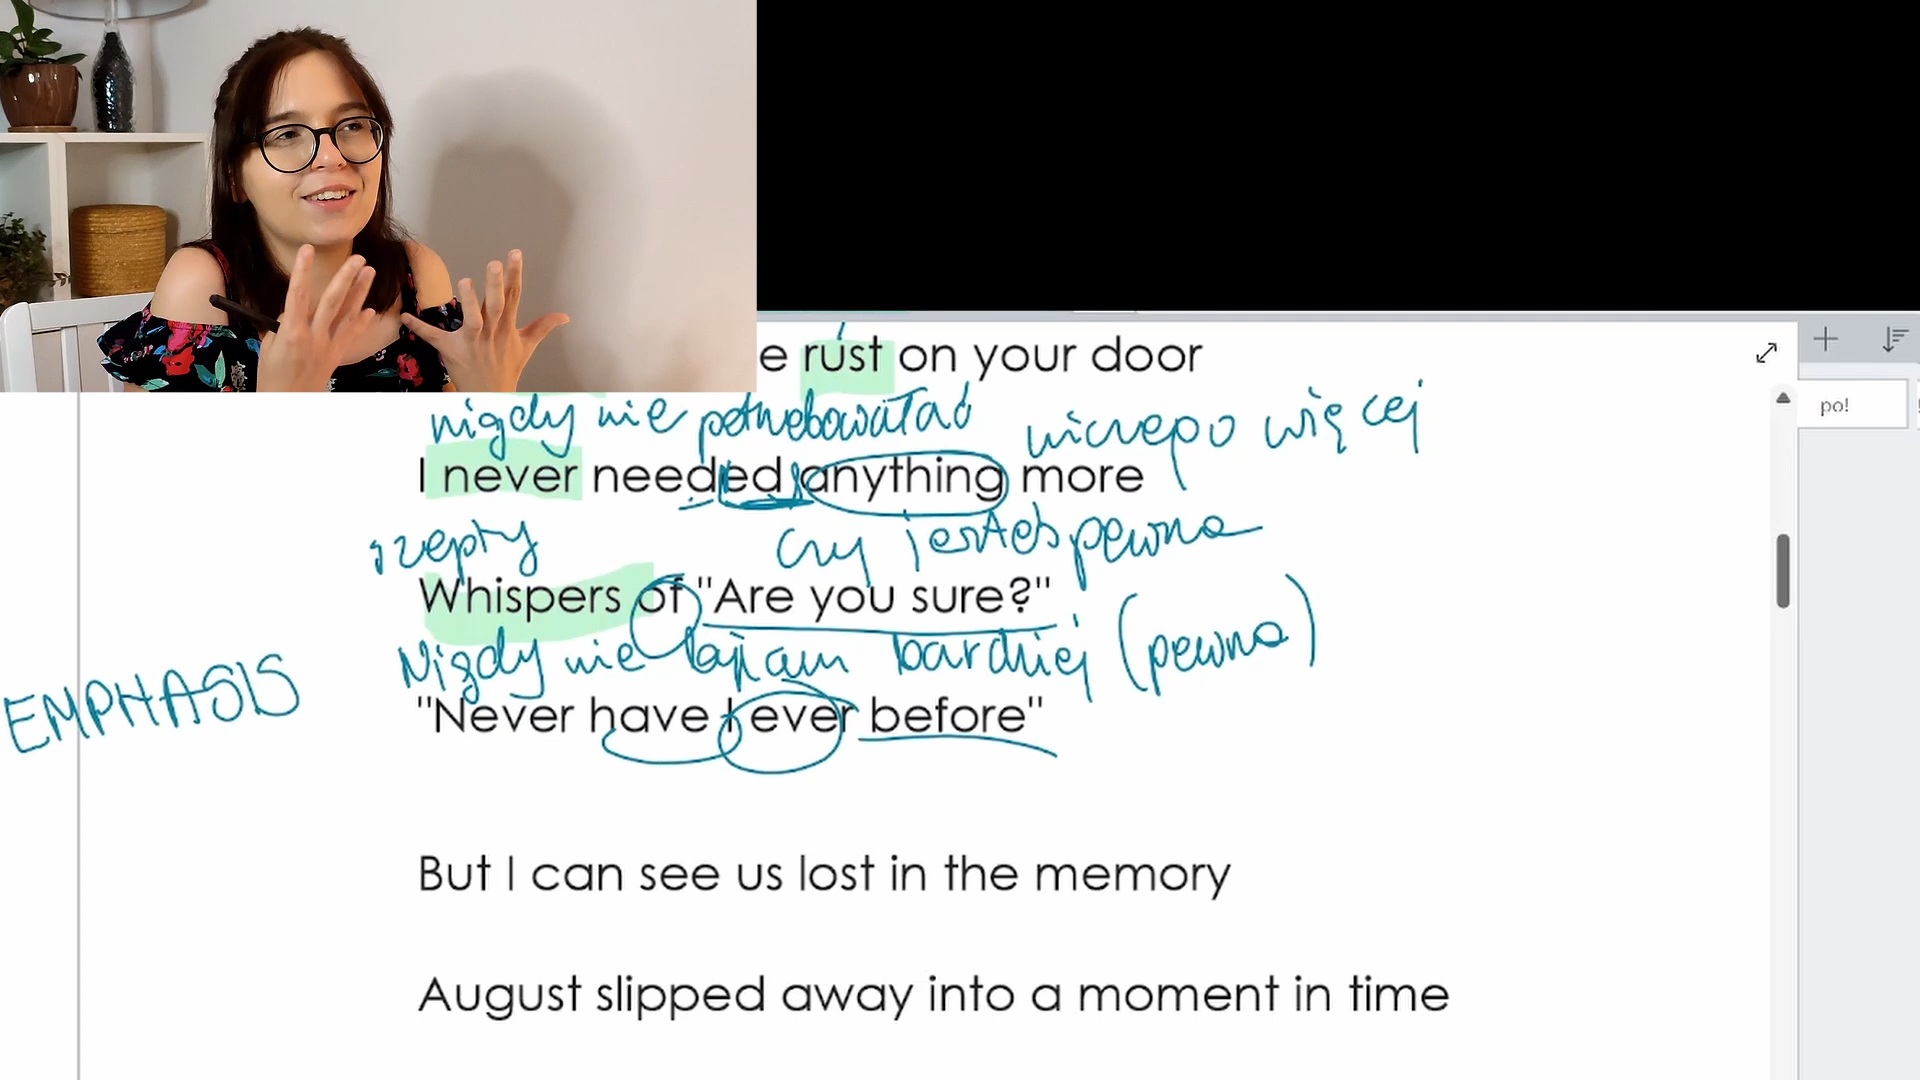 e rust on your door
po!
nigdy nie potrzebowałaś niczego więcej
I never needed anything more
szepty czy jesteś pewna
Whispers of "Are you sure?"
Nigdy nie byłam bardziej (pewna)
EMPHASIS
"Never have I ever before"
But I can see us lost in the memory
August slipped away into a moment in time